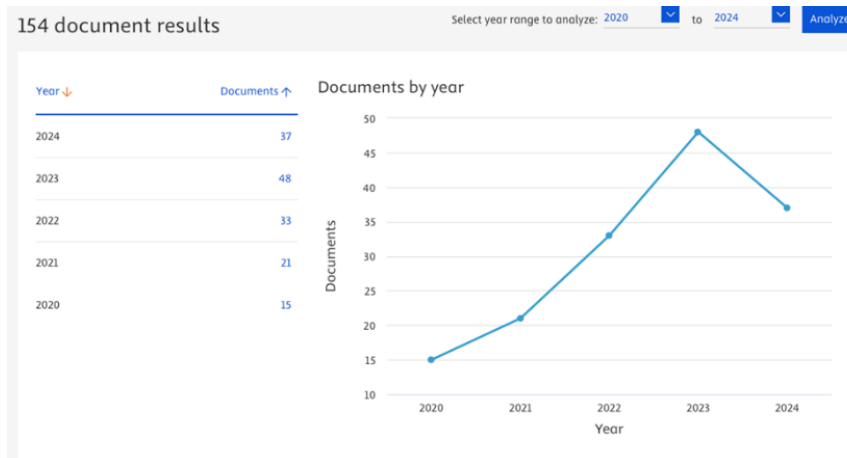 154 document results
Select year range to analyze: 2020 to 2024 Analyze
Year Documents
2024 37
2023 48
2022 33
2021 21
2020 15
Documents by year
50
45
40
35
30
25
20
15
10
Documents
2020 2021 2022 2023 2024
Year